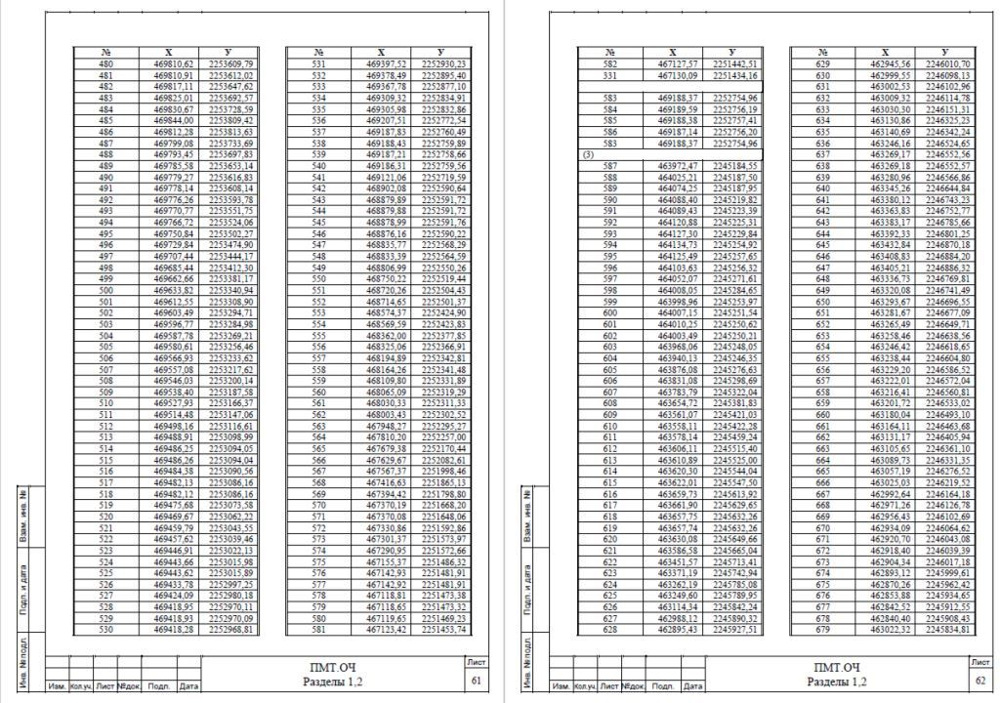 № X У
480 469810,62 2253609,79
481 469810,91 2253612,02
482 469817,11 2253647,62
483 469825,01 2253692,57
484 469830,67 2253728,59
485 469844,00 2253809,42
486 469812,28 2253813,63
487 469799,08 2253733,69
488 469793,45 2253697,83
489 469785,58 2253653,14
490 469779,27 2253616,83
491 469778,14 2253608,14
492 469776,26 2253593,78
493 469770,77 2253551,75
494 469766,72 2253524,06
495 469750,84 2253502,27
496 469729,84 2253474,90
497 469707,44 2253444,17
498 469685,44 2253412,30
499 469662,66 2253381,17
500 469633,82 2253340,94
501 469612,55 2253308,90
502 469603,49 2253294,71
503 469596,77 2253284,98
504 469587,78 2253269,21
505 469580,61 2253256,46
506 469566,93 2253233,62
507 469557,08 2253217,62
508 469546,03 2253200,14
509 469538,40 2253187,58
510 469527,93 2253166,37
511 469514,48 2253147,06
512 469498,16 2253116,61
513 469488,91 2253098,99
514 469486,25 2253094,05
515 469486,26 2253094,04
516 469484,38 2253090,56
517 469482,13 2253086,16
518 469482,12 2253086,16
519 469475,68 2253073,58
520 469469,67 2253062,22
521 469459,79 2253043,55
522 469457,62 2253039,46
523 469446,91 2253022,13
524 469443,66 2253015,98
525 469443,62 2253015,89
526 469433,78 2252997,25
527 469424,09 2252980,18
528 469418,95 2252970,11
529 469418,93 2252970,09
530 469418,28 2252968,81
№ X У
531 469397,52 2252930,23
532 469378,49 2252895,40
533 469367,78 2252877,10
534 469309,32 2252834,91
535 469305,98 2252832,86
536 469207,51 2252772,54
537 469187,83 2252760,49
538 469188,43 2252759,89
539 469187,21 2252758,66
540 469186,31 2252759,56
541 469121,06 2252719,59
542 468902,08 2252590,64
543 468879,89 2252591,72
544 468879,88 2252591,72
545 468878,99 2252591,76
546 468876,16 2252590,22
547 468835,77 2252568,29
548 468833,39 2252564,59
549 468806,99 2252550,26
550 468750,22 2252519,44
551 468720,26 2252504,43
552 468714,65 2252501,37
553 468574,37 2252424,90
554 468569,59 2252423,83
555 468362,00 2252377,85
556 468325,06 2252366,91
557 468194,89 2252342,81
558 468164,26 2252341,48
559 468109,80 2252331,89
560 468065,09 2252319,29
561 468030,33 2252311,33
562 468003,43 2252302,52
563 467948,27 2252295,27
564 467810,20 2252257,00
565 467679,38 2252170,44
566 467629,67 2252082,61
567 467567,37 2251998,46
568 467416,63 2251865,13
569 467394,42 2251798,80
570 467370,19 2251668,20
571 467370,08 2251648,06
572 467330,86 2251592,86
573 467301,37 2251573,97
574 467290,95 2251572,66
575 467155,37 2251486,32
576 467142,93 2251481,91
577 467142,92 2251481,91
578 467118,81 2251473,38
579 467118,65 2251473,32
580 467119,65 2251469,23
581 467123,42 2251453,74
Взам. инв. №
Подп. и дата
Инв. № подл.
Изм. Кол.уч. Лист №док. Подп. Дата
ПМТ.ОЧ
Разделы 1,2
Лист
61
№ X У
582 467127,57 2251442,51
331 467130,09 2251434,16
583 469188,37 2252754,96
584 469189,59 2252756,19
585 469188,38 2252757,41
586 469187,14 2252756,20
583 469188,37 2252754,96
(3)
587 463972,47 2245184,55
588 464025,21 2245187,50
589 464074,25 2245187,95
590 464088,40 2245219,82
591 464089,43 2245223,39
592 464120,88 2245225,31
593 464127,30 2245229,84
594 464134,73 2245254,92
595 464125,49 2245257,65
596 464103,63 2245256,32
597 464052,07 2245271,61
598 464008,05 2245284,65
599 463998,96 2245253,97
600 464007,15 2245251,54
601 464010,25 2245250,62
602 464003,49 2245250,21
603 463968,06 2245248,05
604 463940,13 2245246,35
605 463876,08 2245276,63
606 463831,08 2245298,69
607 463783,79 2245322,04
608 463654,72 2245381,83
609 463561,07 2245421,03
610 463558,11 2245422,28
611 463578,14 2245459,24
612 463606,11 2245515,40
613 463610,89 2245525,00
614 463620,30 2245544,04
615 463622,01 2245547,50
616 463659,73 2245613,92
617 463661,90 2245629,65
618 463657,75 2245632,26
619 463657,74 2245632,26
620 463630,08 2245649,66
621 463586,58 2245665,04
622 463451,57 2245713,41
623 463371,19 2245742,94
624 463262,19 2245785,08
625 463249,60 2245789,95
626 463114,34 2245842,24
627 462988,12 2245890,32
628 462895,43 2245927,51
№ X У
629 462945,56 2246010,70
630 462999,55 2246098,13
631 463002,53 2246102,96
632 463009,32 2246114,78
633 463030,30 2246151,31
634 463130,86 2246325,23
635 463140,69 2246342,24
636 463246,16 2246524,65
637 463269,17 2246552,56
638 463269,18 2246552,57
639 463280,96 2246566,86
640 463345,26 2246644,84
641 463380,12 2246743,23
642 463363,83 2246752,77
643 463383,17 2246785,66
644 463392,33 2246801,25
645 463432,84 2246870,18
646 463408,83 2246884,20
647 463405,21 2246886,32
648 463336,73 2246769,81
649 463320,08 2246741,49
650 463293,67 2246696,55
651 463281,67 2246677,09
652 463265,49 2246649,71
653 463258,46 2246638,56
654 463246,42 2246618,65
655 463238,44 2246604,80
656 463229,20 2246586,52
657 463222,01 2246572,04
658 463216,41 2246560,81
659 463201,72 2246533,02
660 463180,04 2246493,10
661 463164,11 2246463,68
662 463131,17 2246405,94
663 463105,65 2246361,10
664 463089,73 2246331,35
665 463057,19 2246276,52
666 463025,03 2246219,52
667 462992,64 2246164,18
668 462971,26 2246126,78
669 462956,43 2246102,69
670 462934,09 2246064,62
671 462920,70 2246043,08
672 462918,40 2246039,39
673 462904,34 2246017,18
674 462893,12 2245999,61
675 462870,26 2245962,42
676 462853,88 2245934,65
677 462842,52 2245912,55
678 462840,40 2245908,43
679 463022,32 2245834,81
Взам. инв. №
Подп. и дата
Инв. № подл.
Изм. Кол.уч. Лист №док. Подп. Дата
ПМТ.ОЧ
Разделы 1,2
Лист
62